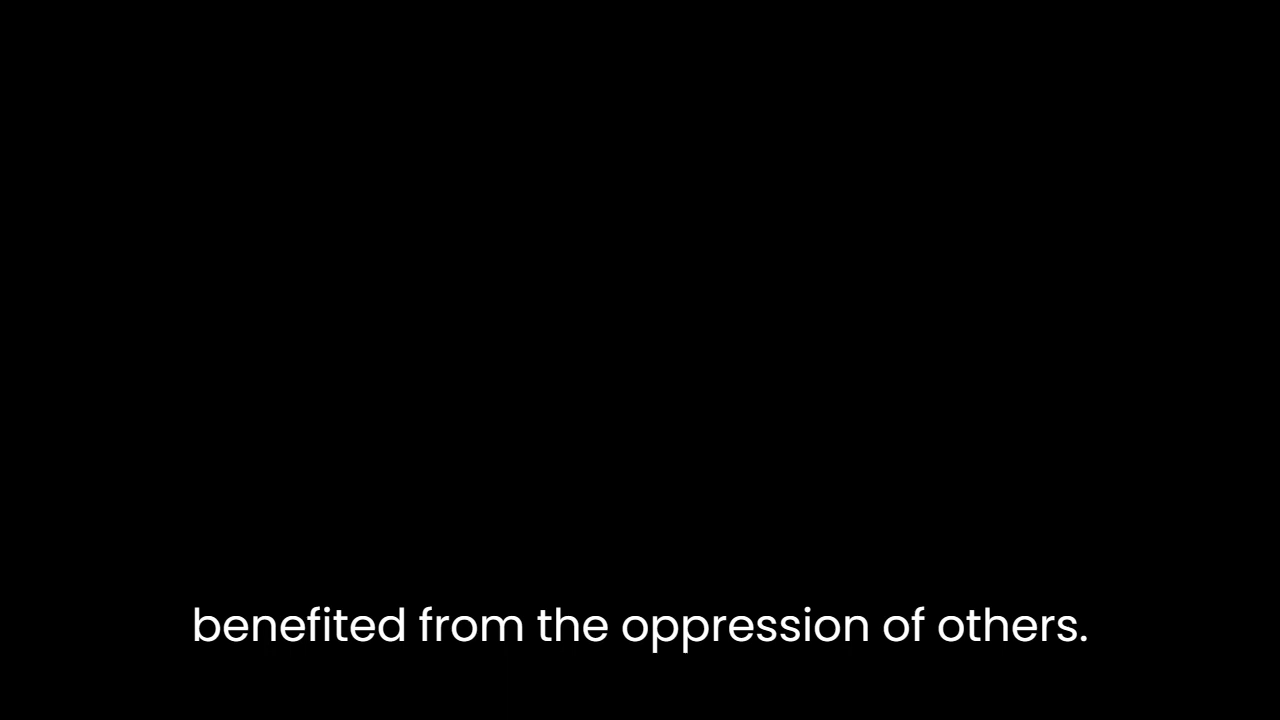 benefited from the oppression of others.